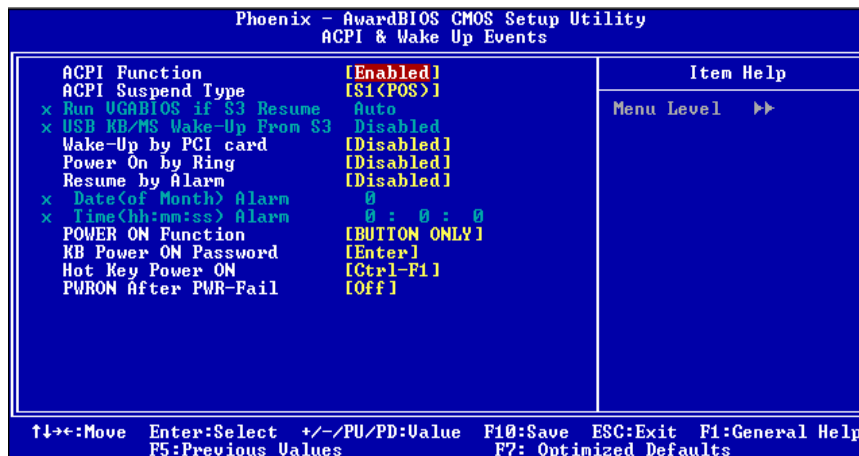 Phoenix - AwardBIOS CMOS Setup Utility
ACPI & Wake Up Events
ACPI Function [Enabled]
ACPI Suspend Type [S1(POS)]
x Run VGABIOS if S3 Resume Auto
x USB KB/MS Wake-Up From S3 Disabled
Wake-Up by PCI card [Disabled]
Power On by Ring [Disabled]
Resume by Alarm [Disabled]
x Date(of Month) Alarm 0
x Time(hh:mm:ss) Alarm 0 : 0 : 0
POWER ON Function [BUTTON ONLY]
KB Power ON Password [Enter]
Hot Key Power ON [Ctrl-F1]
PWRON After PWR-Fail [Off]
Item Help
Menu Level ►►
↑↓→←:Move Enter:Select +/-/PU/PD:Value F10:Save ESC:Exit F1:General Help
F5:Previous Values F7: Optimized Defaults